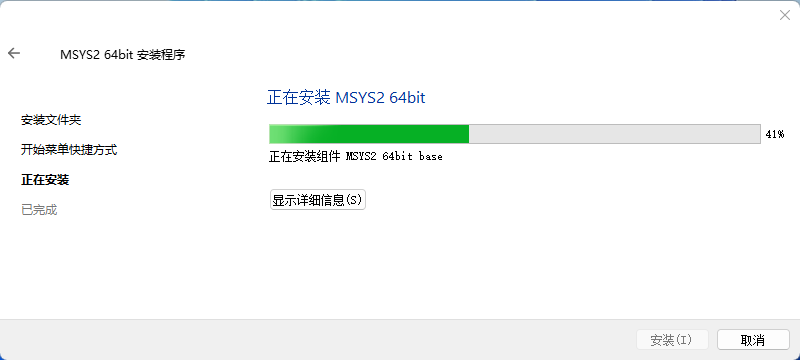 MSYS2 64bit 安装程序
安装文件夹
开始菜单快捷方式
正在安装
已完成
正在安装 MSYS2 64bit
41%
正在安装组件 MSYS2 64bit base
显示详细信息(S)
安装(I)
取消